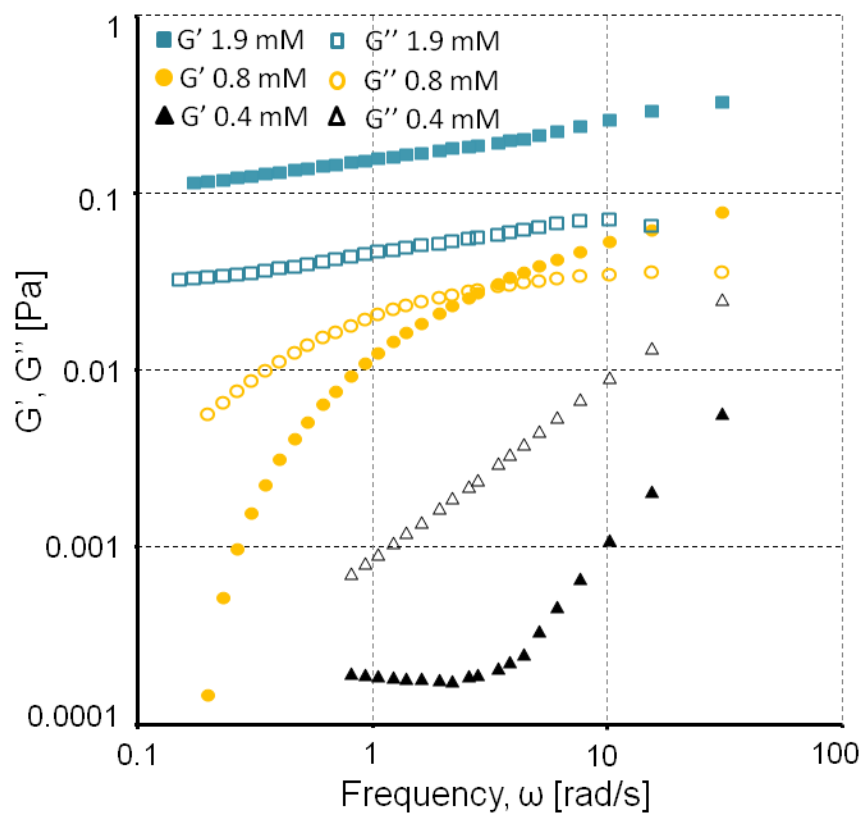 1
G’ 1.9 mM G’’ 1.9 mM
G’ 0.8 mM G’’ 0.8 mM
G’ 0.4 mM G’’ 0.4 mM
0.1
0.01
0.001
0.0001
G’, G’’ [Pa]
0.1 1 10 100
Frequency, ω [rad/s]